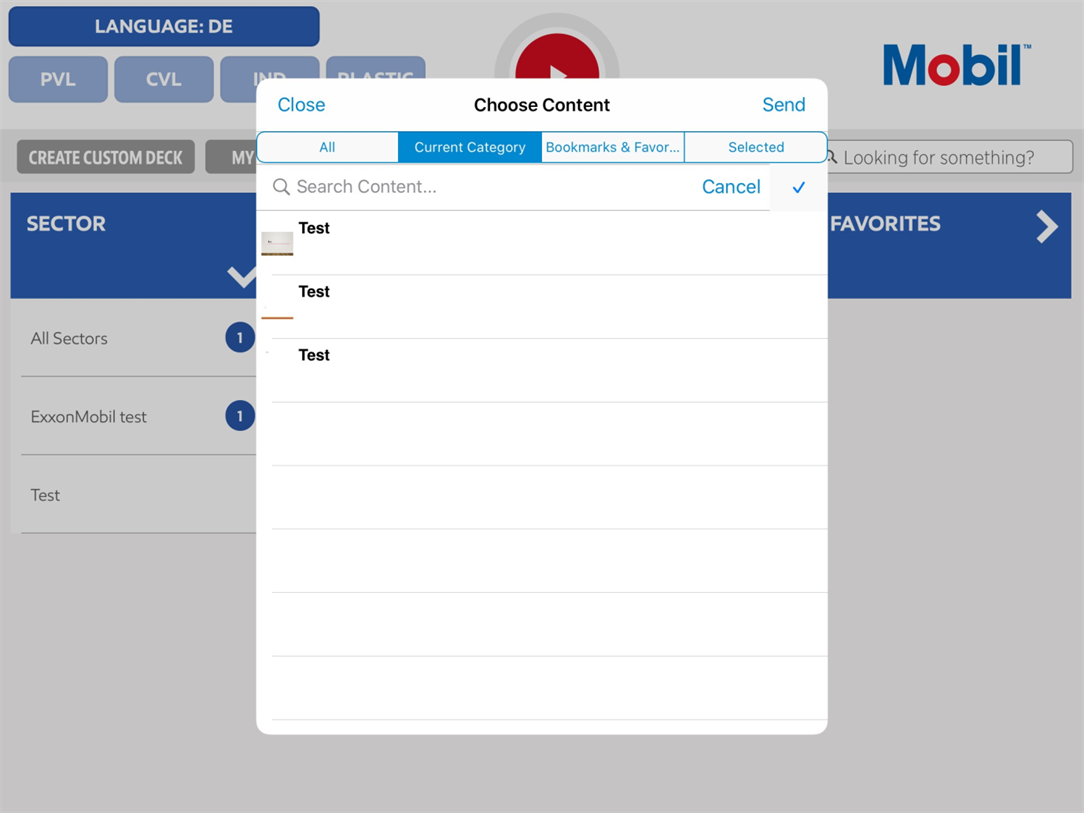 LANGUAGE: DE
PVL
CVL
IND
PLASTIC
Mobil™
Close
Choose Content
Send
CREATE CUSTOM DECK
MY
All
Current Category
Bookmarks & Favor...
Selected
Looking for something?
Search Content...
Cancel
SECTOR
FAVORITES
Test
Test
Test
All Sectors
1
ExxonMobil test
1
Test